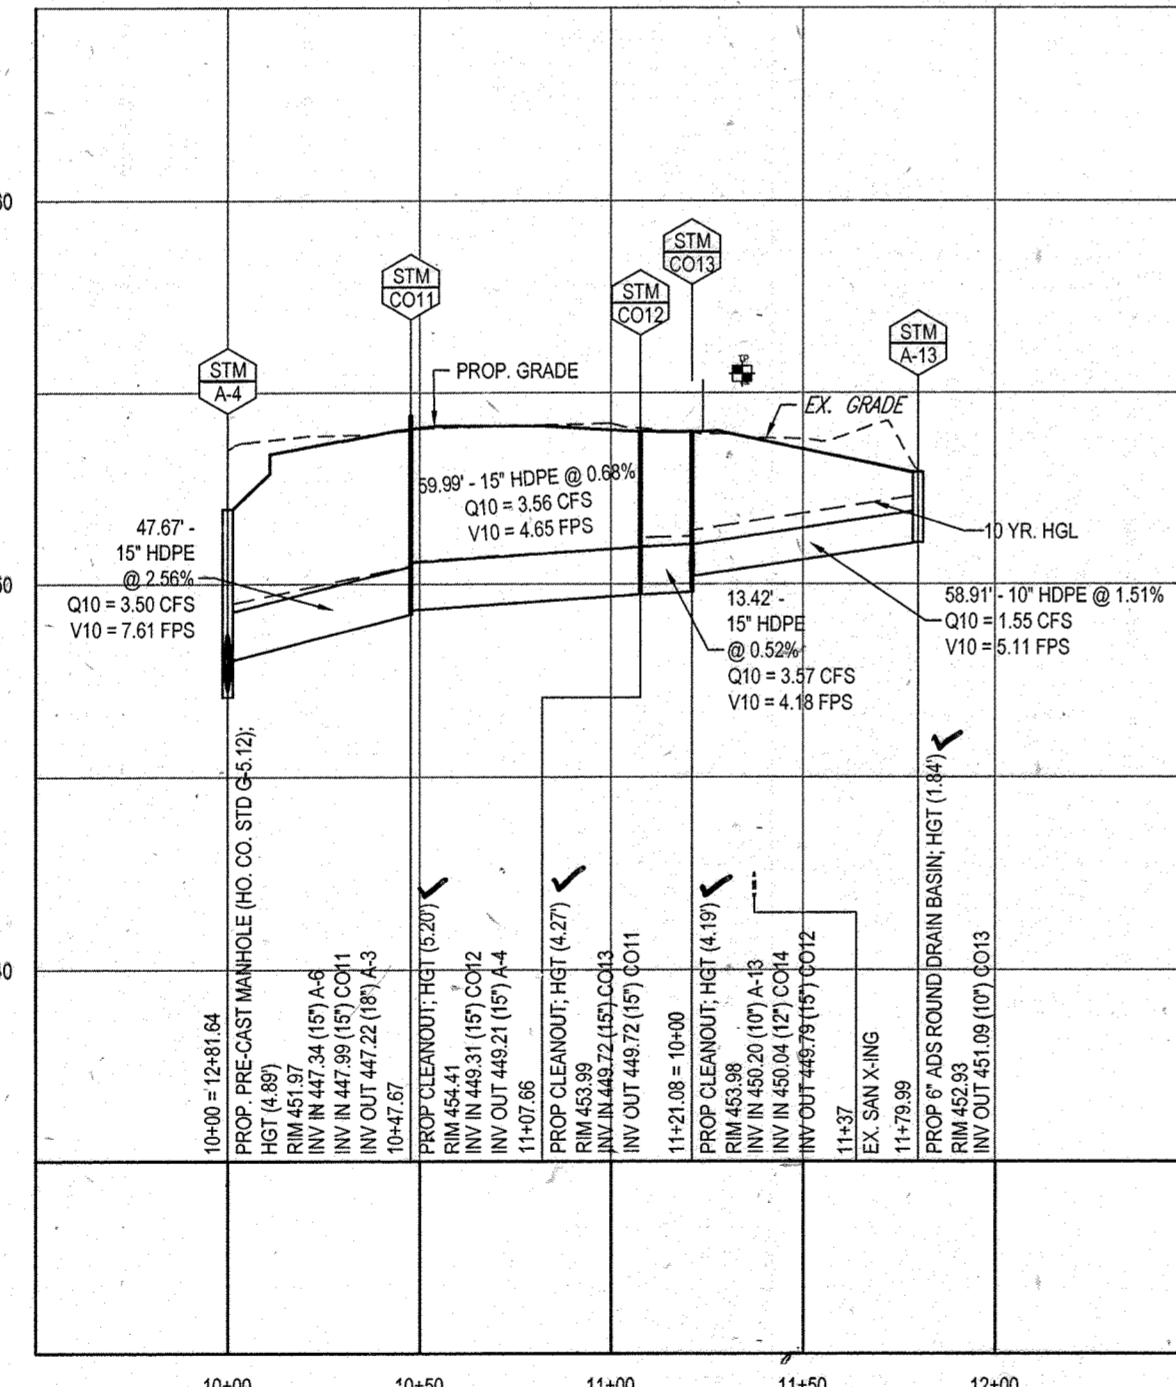 60
STM
CO13
STM
CO11
STM
CO12
STM
A-13
STM
A-4
PROP. GRADE
EX. GRADE
59.99' - 15" HDPE @ 0.68%
Q10 = 3.56 CFS
V10 = 4.65 FPS
47.67' -
15" HDPE
@ 2.56%
Q10 = 3.50 CFS
V10 = 7.61 FPS
10 YR. HGL
13.42' -
15" HDPE
@ 0.52%
Q10 = 3.57 CFS
V10 = 4.18 FPS
58.91' - 10" HDPE @ 1.51%
Q10 = 1.55 CFS
V10 = 5.11 FPS
10+00 = 12+81.64
PROP. PRE-CAST MANHOLE (HO. CO. STD G-5.12);
HGT (4.89')
RIM 451.97
INV IN 447.34 (15") A-6
INV IN 447.99 (15") CO11
INV OUT 447.22 (18") A-3
10+47.67
PROP CLEANOUT; HGT (5.20')
RIM 454.41
INV IN 449.31 (15") CO12
INV OUT 449.21 (15") A-4
11+07.66
PROP CLEANOUT; HGT (4.27')
RIM 453.99
INV IN 449.72 (15") CO13
INV OUT 449.72 (15") CO11
11+21.08 = 10+00
PROP CLEANOUT; HGT (4.19')
RIM 453.98
INV IN 450.20 (10") A-13
INV IN 450.04 (12") CO14
INV OUT 449.79 (15") CO12
11+37
EX. SAN X-ING
11+79.99
PROP 6" ADS ROUND DRAIN BASIN; HGT (1.84')
RIM 452.93
INV OUT 451.09 (10") CO13
10+00
10+50
11+00
11+50
12+00